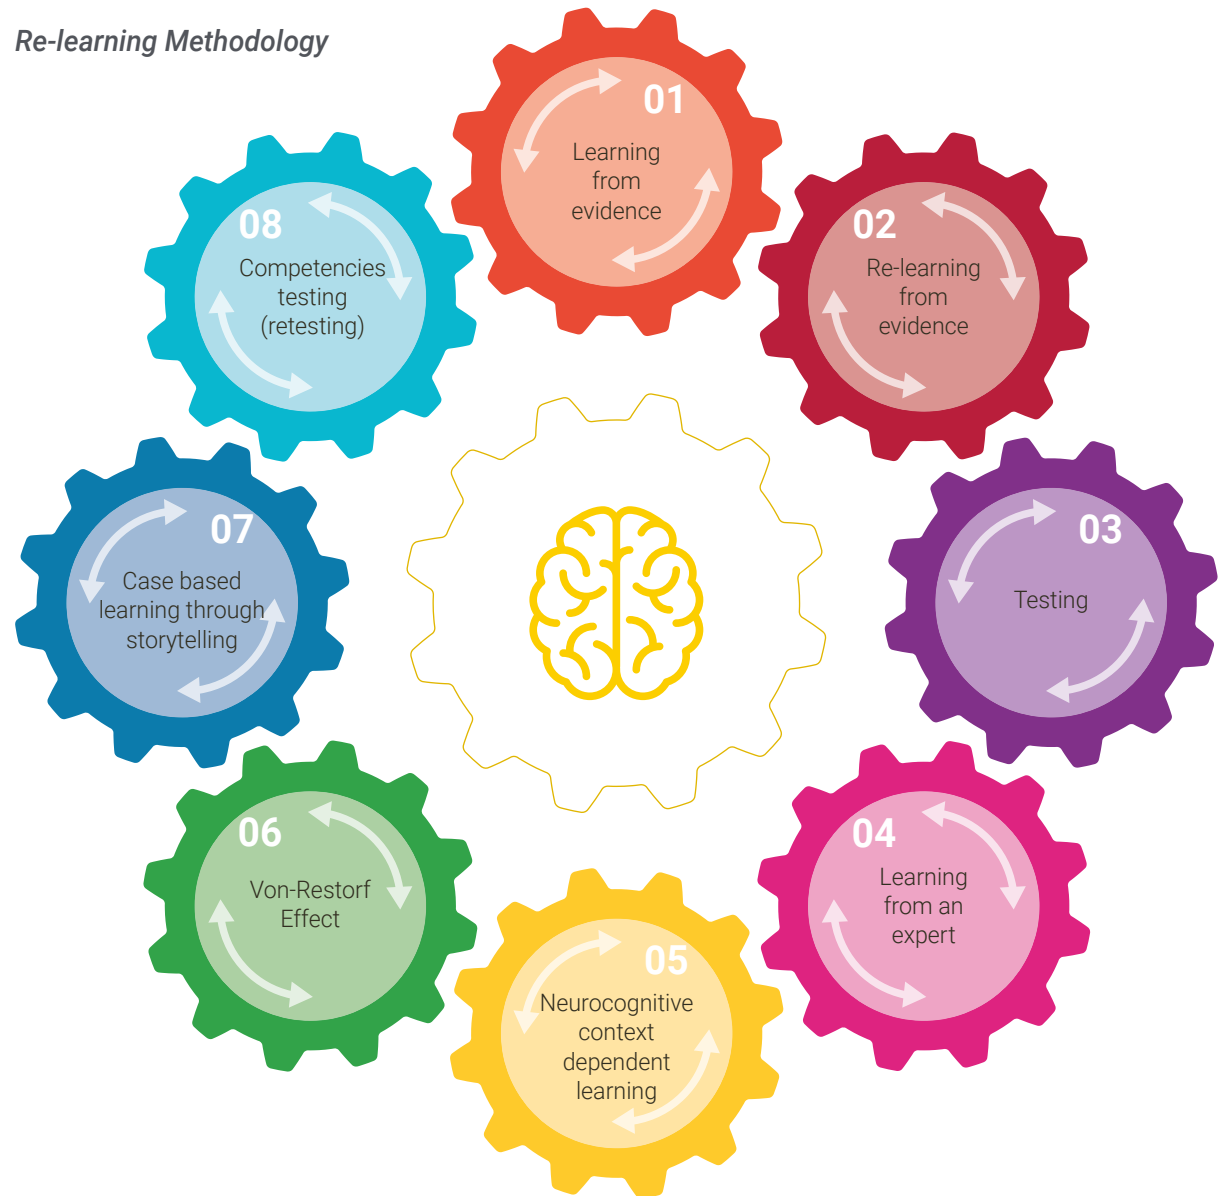 Re-learning Methodology
01
Learning
from
evidence
02
Re-learning
from
evidence
03
Testing
04
Learning
from an
expert
05
Neurocognitive
context
dependent
learning
06
Von-Restorf
Effect
07
Case based
learning through
storytelling
08
Competencies
testing
(retesting)